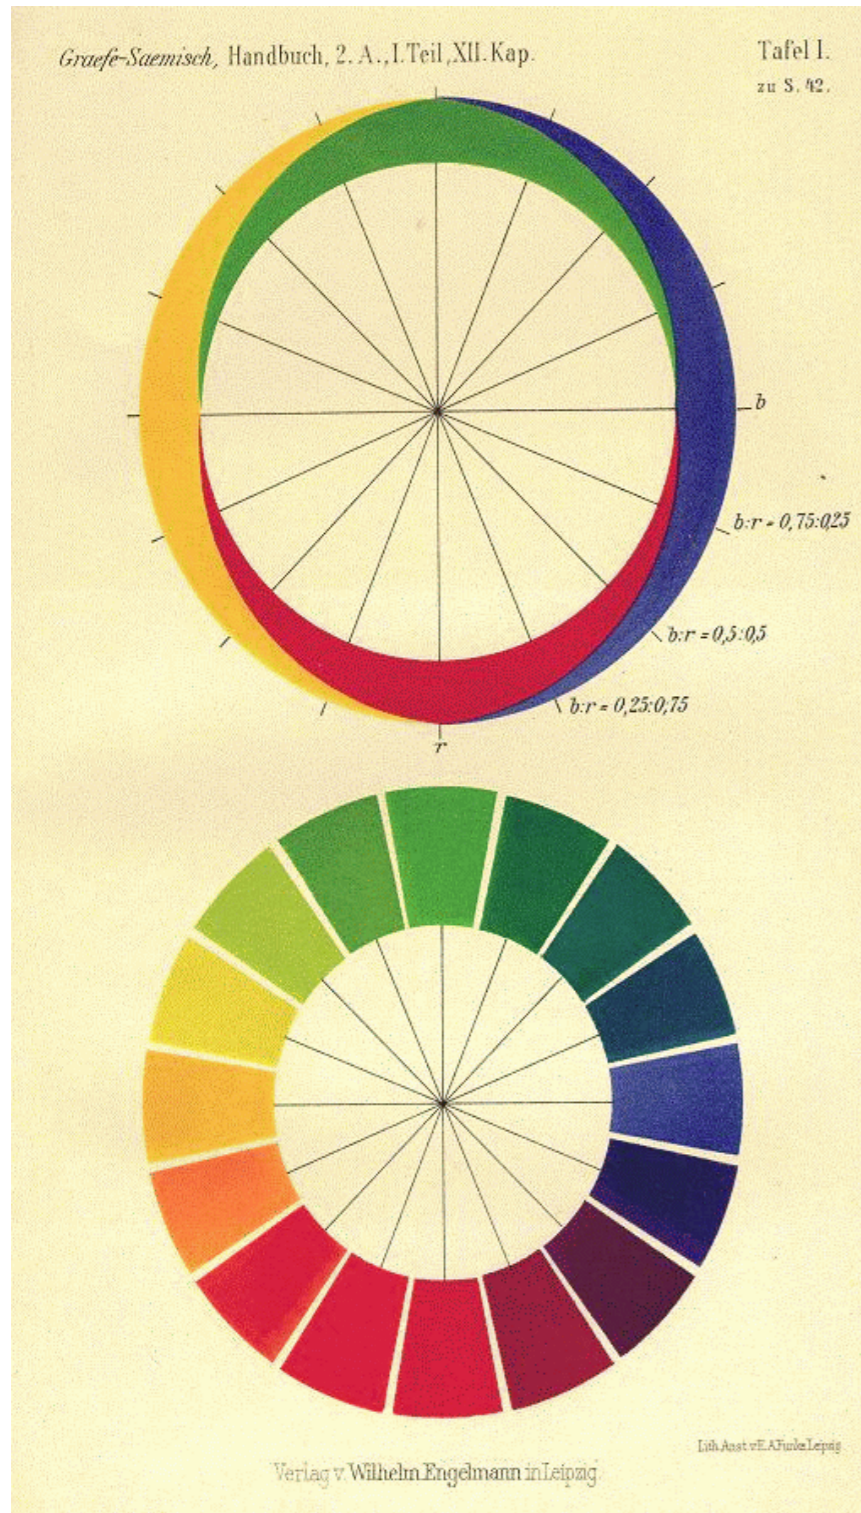 Graefe-Saemisch, Handbuch, 2. A., I. Teil, XII. Kap.
Tafel I.
zu S. 42.
b
b:r = 0,75:0,25
b:r = 0,5:0,5
b:r = 0,25:0,75
r
Lith. Anst. v. E. A. Funke, Leipzig
Verlag v. Wilhelm Engelmann in Leipzig.